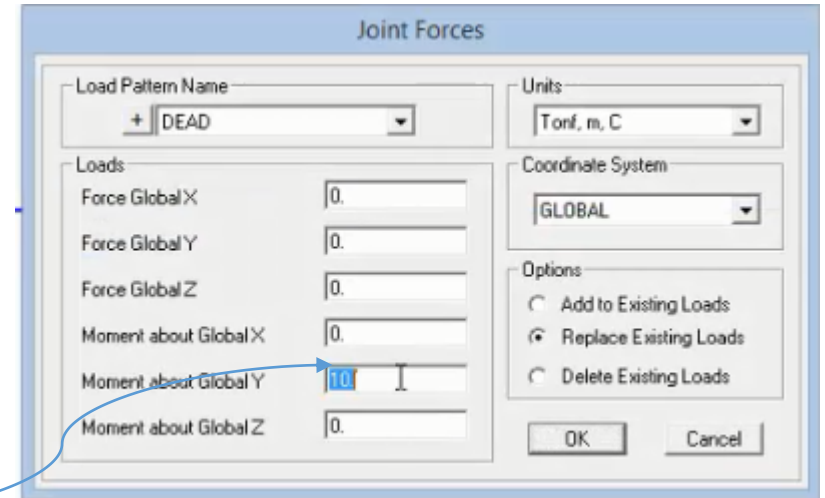 Joint Forces
Load Pattern Name
+ DEAD
Units
Tonf, m, C
Loads
Force Global X 0.
Force Global Y 0.
Force Global Z 0.
Moment about Global X 0.
Moment about Global Y 10.
Moment about Global Z 0.
Coordinate System
GLOBAL
Options
Add to Existing Loads
Replace Existing Loads
Delete Existing Loads
OK Cancel